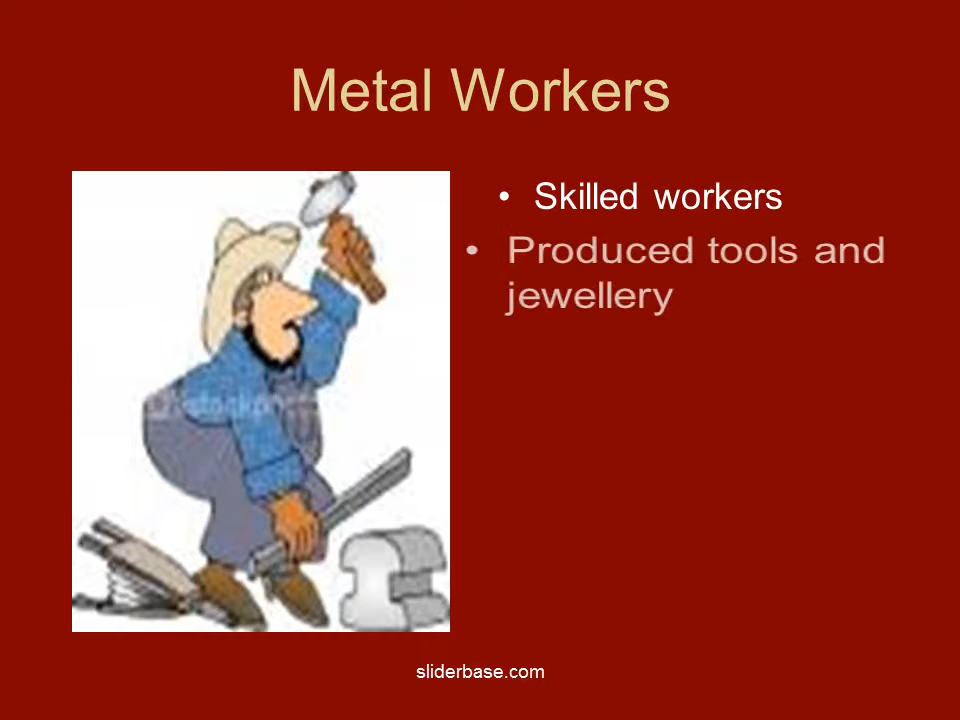 Metal Workers
• Skilled workers
• Produced tools and
jewellery
sliderbase.com